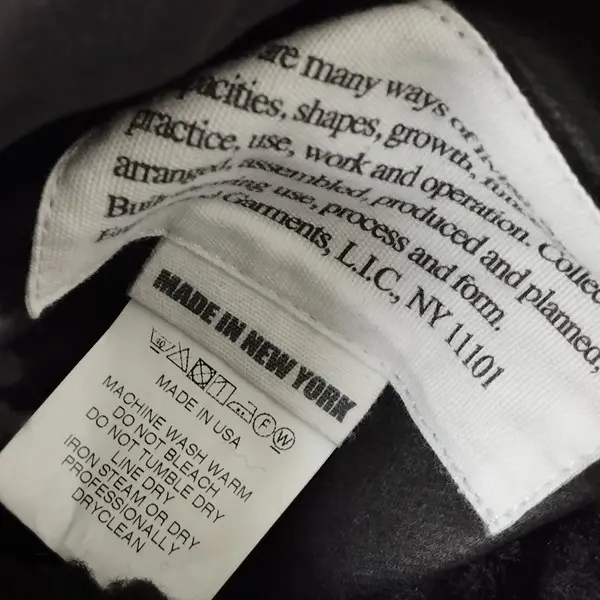 are many ways of
shapes, growth,
practice, use, work and operation. Collec
arranged, assembled, produced and planned,
use, process and form.
Garments, L.I.C., NY 11101
MADE IN NEW YORK
MADE IN USA
MACHINE WASH WARM
DO NOT BLEACH
DO NOT TUMBLE DRY
LINE DRY
IRON STEAM OR DRY
PROFESSIONALLY
DRYCLEAN